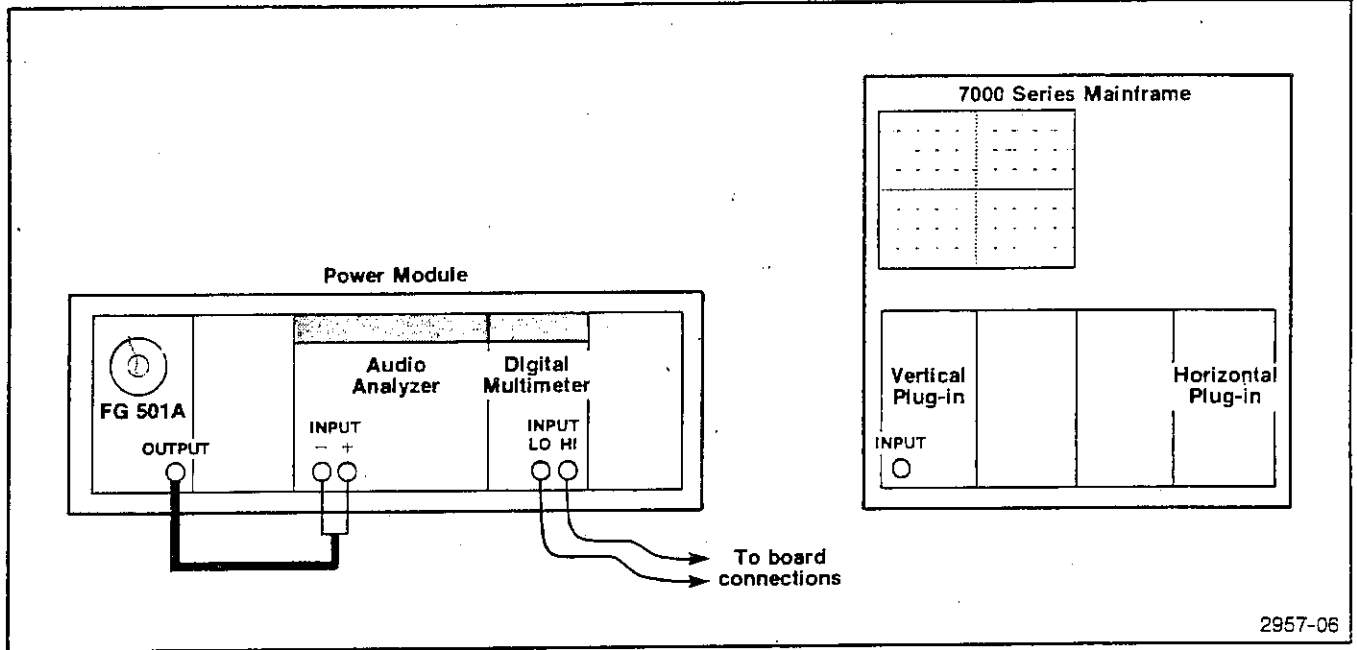 7000 Series Mainframe
Power Module
FG 501A
OUTPUT
Audio
Analyzer
INPUT
- +
Digital
Multimeter
INPUT
LO HI
Vertical
Plug-in
INPUT
Horizontal
Plug-in
To board
connections
2957-06